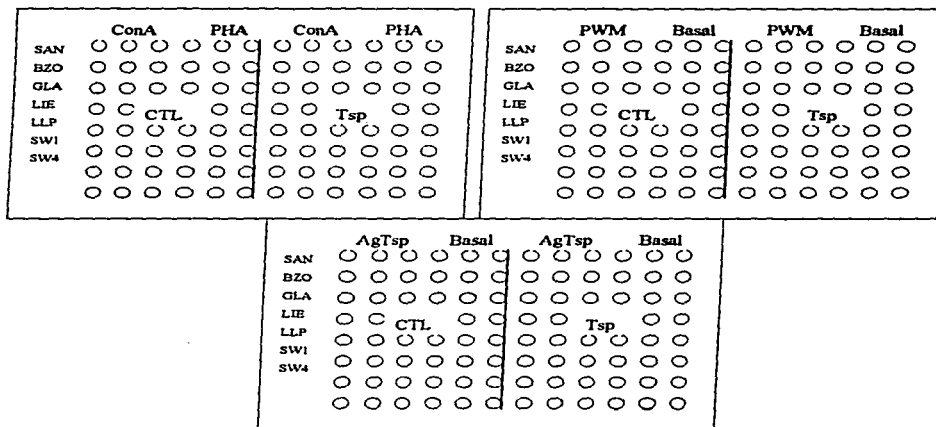 ConA PHA ConA PHA
SAN
BZO
GLA
LIE
CTL Tsp
LLP
SW1
SW4
PWM Basal PWM Basal
SAN
BZO
GLA
LIE
CTL Tsp
LLP
SW1
SW4
AgTsp Basal AgTsp Basal
SAN
BZO
GLA
LIE
CTL Tsp
LLP
SW1
SW4